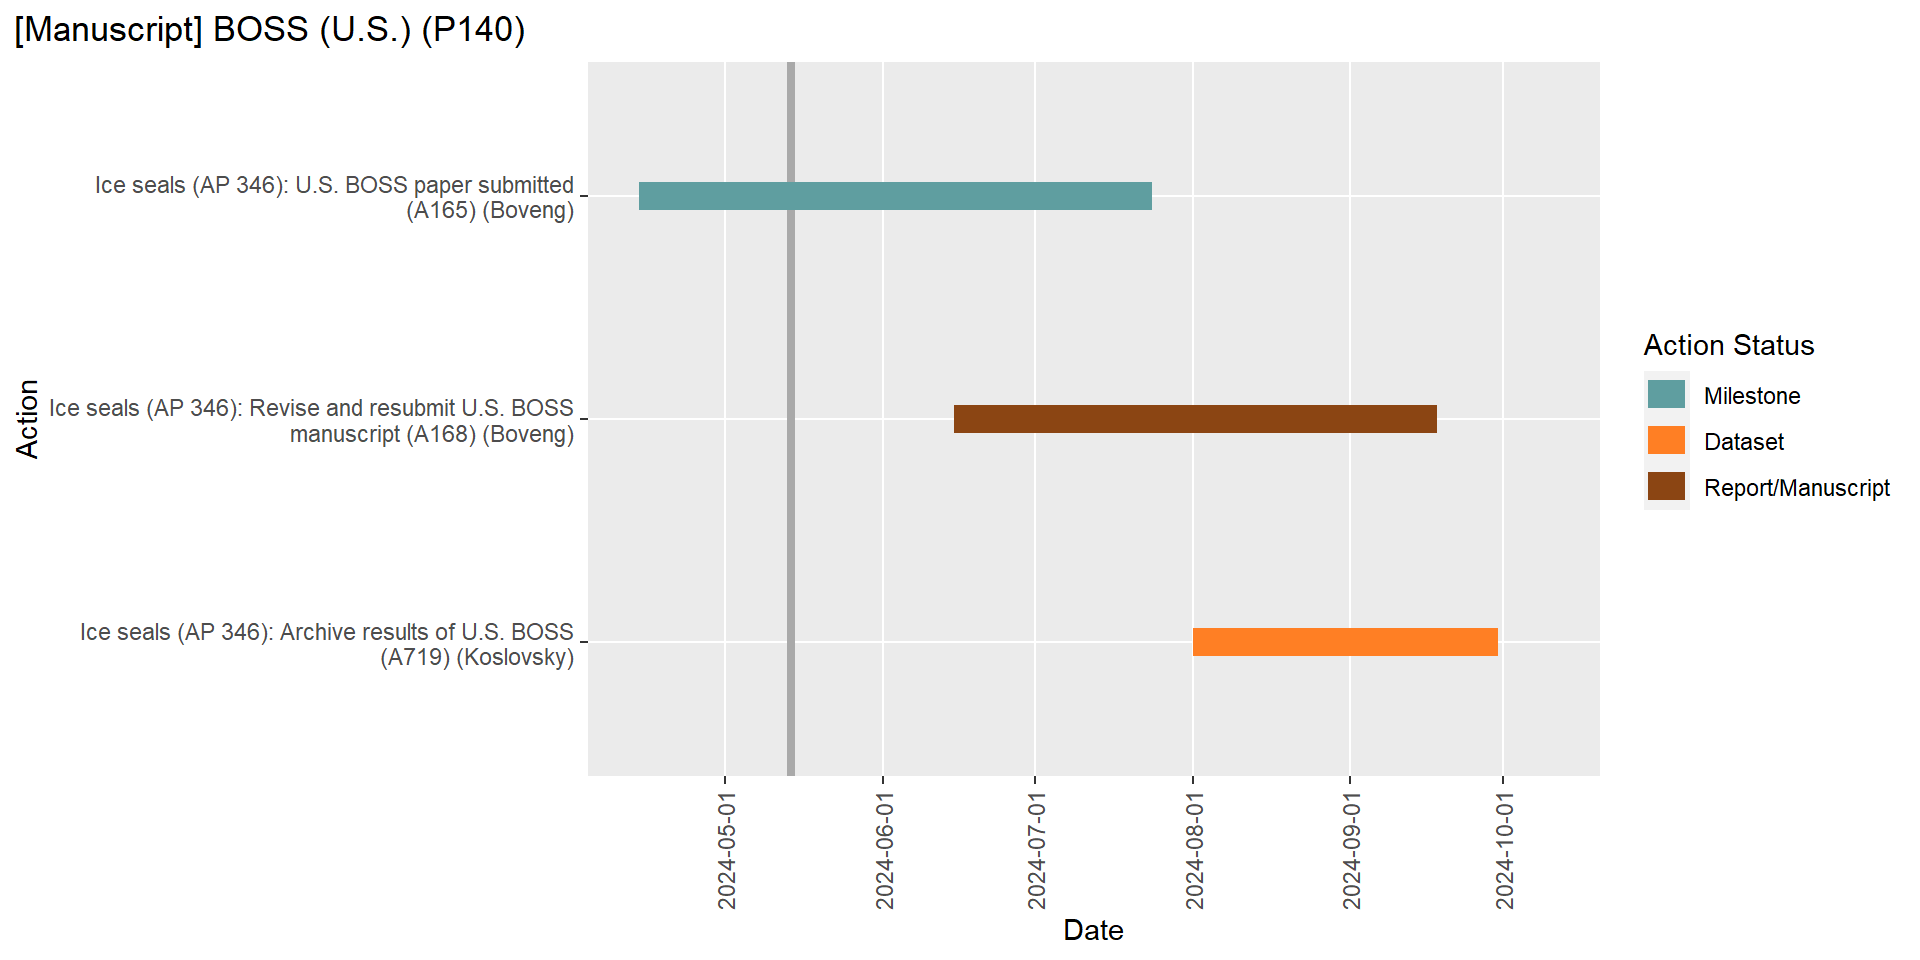 [Manuscript] BOSS (U.S.) (P140)
Action
Ice seals (AP 346): U.S. BOSS paper submitted
(A165) (Boveng)
Ice seals (AP 346): Revise and resubmit U.S. BOSS
manuscript (A168) (Boveng)
Ice seals (AP 346): Archive results of U.S. BOSS
(A719) (Koslovsky)
2024-05-01
2024-06-01
2024-07-01
2024-08-01
2024-09-01
2024-10-01
Date
Action Status
Milestone
Dataset
Report/Manuscript